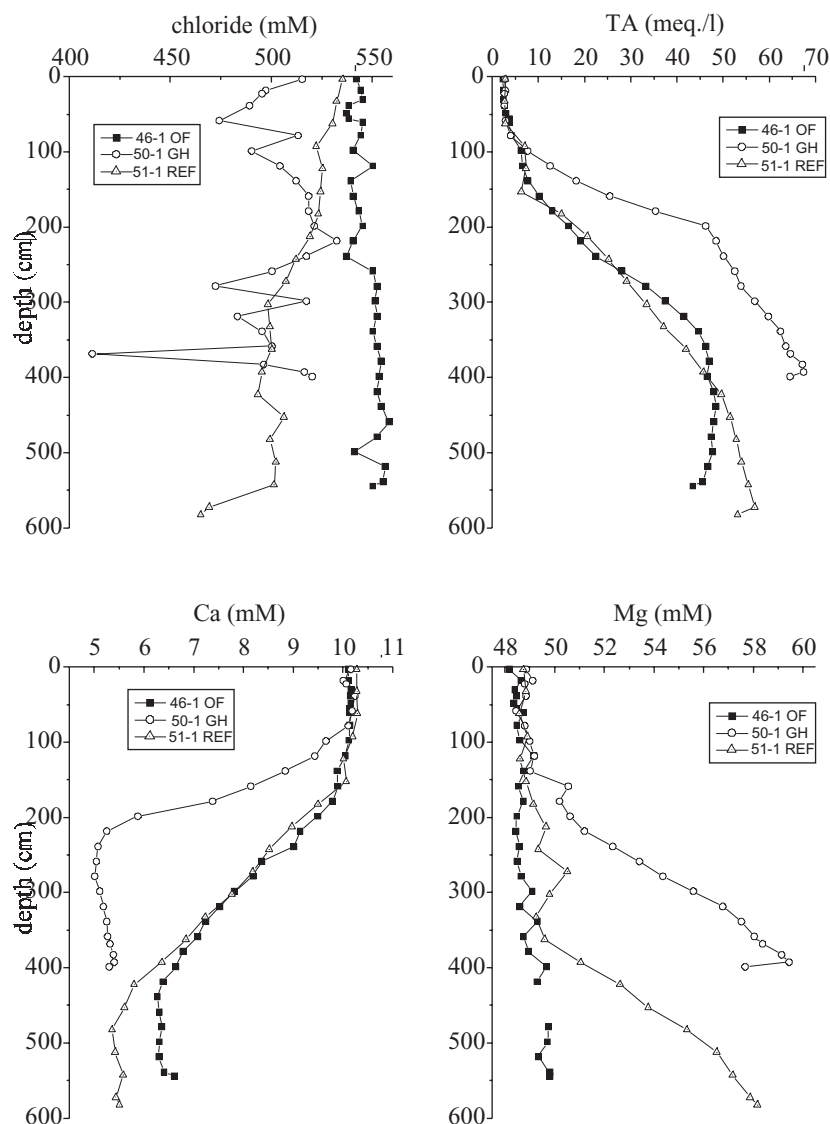 chloride (mM)
400 450 500 550
0
100
200
300
400
500
600
depth (cm)
46-1 OF
50-1 GH
51-1 REF
TA (meq./l)
0 10 20 30 40 50 60 70
0
100
200
300
400
500
600
46-1 OF
50-1 GH
51-1 REF
Ca (mM)
5 6 7 8 9 10 11
0
100
200
300
400
500
600
depth (cm)
46-1 OF
50-1 GH
51-1 REF
Mg (mM)
48 50 52 54 56 58 60
0
100
200
300
400
500
600
46-1 OF
50-1 GH
51-1 REF